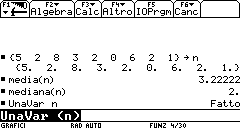 F1 F2 Algebra F3 Calc F4 Altro F5 IOPrgm F6 Canc
{5 2 8 3 2 0 6 2 1}→n
{5. 2. 8. 3. 2. 0. 6. 2. 1.}
media(n) 3.22222
media(n) 2.
UnaVar n Fatto
UnaVar (n)
GRAFICI RAD AUTO FUNZ 4/30